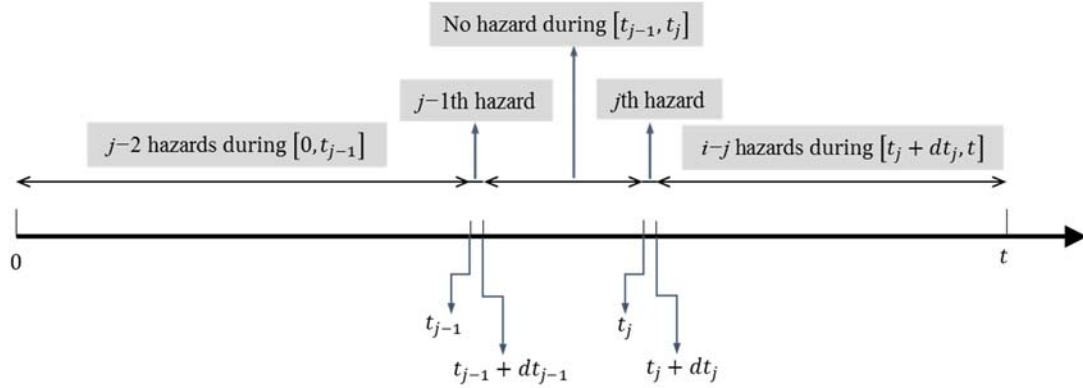 No hazard during [t_{j−1}, t_j]
j−1th hazard
jth hazard
j−2 hazards during [0, t_{j−1}]
i−j hazards during [t_j + dt_j, t]
0
t
t_{j−1}
t_j
t_{j−1} + dt_{j−1}
t_j + dt_j